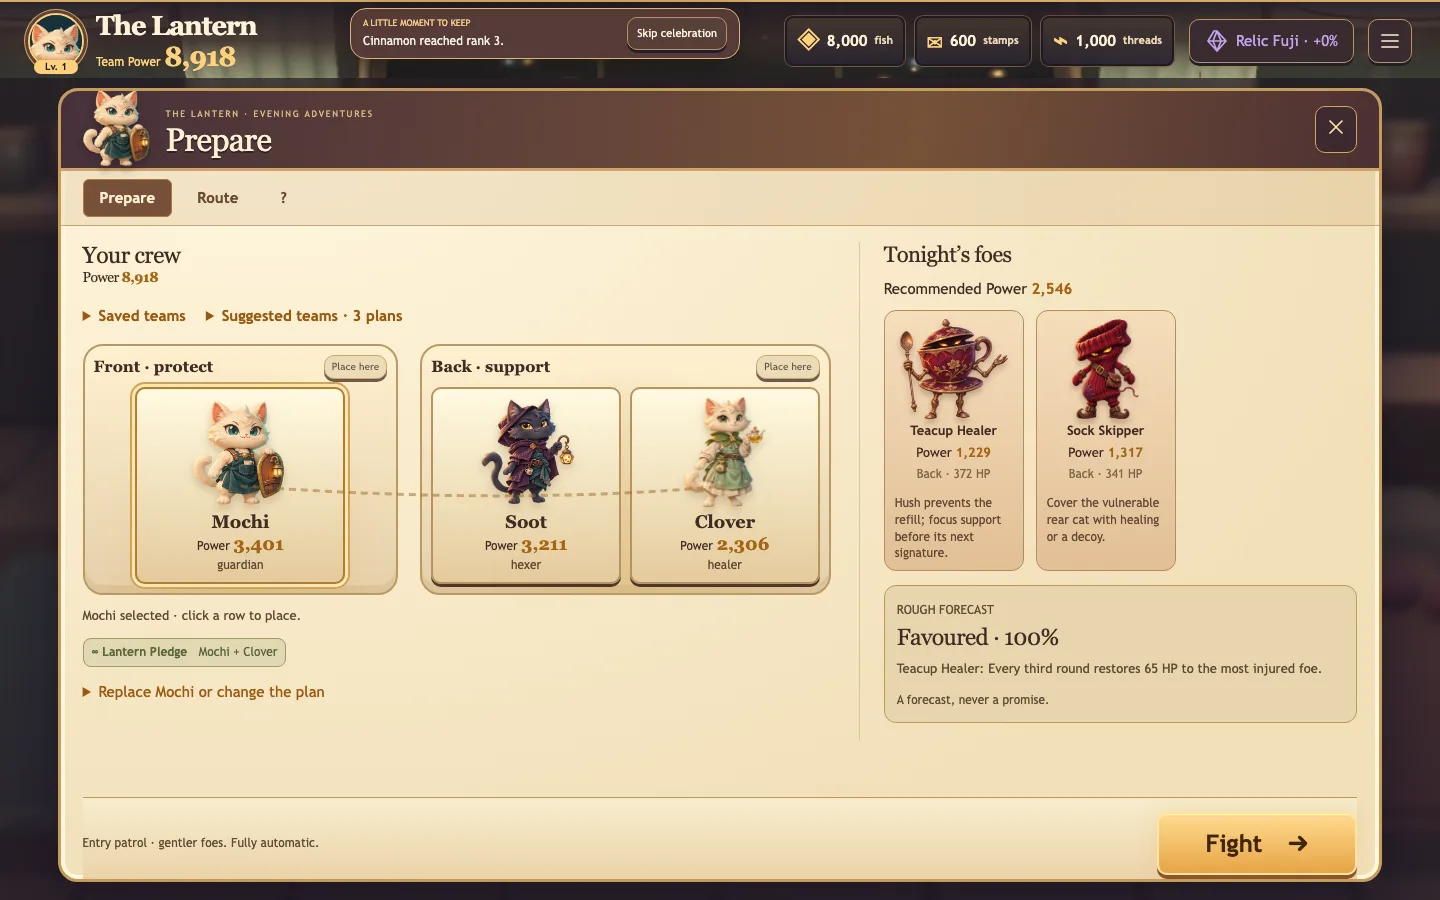 The Lantern
Team Power 8,918
Lv. 1
A LITTLE MOMENT TO KEEP
Cinnamon reached rank 3.
Skip celebration
8,000 fish
600 stamps
1,000 threads
Relic Fuji · +0%
THE LANTERN · EVENING ADVENTURES
Prepare
Prepare
Route
?
Your crew
Power 8,918
Saved teams
Suggested teams · 3 plans
Front · protect
Place here
Mochi
Power 3,401
guardian
Back · support
Place here
Soot
Power 3,211
hexer
Clover
Power 2,306
healer
Mochi selected · click a row to place.
∞ Lantern Pledge Mochi + Clover
Replace Mochi or change the plan
Tonight’s foes
Recommended Power 2,546
Teacup Healer
Power 1,229
Back · 372 HP
Hush prevents the
refill; focus support
before its next
signature.
Sock Skipper
Power 1,317
Back · 341 HP
Cover the vulnerable
rear cat with healing
or a decoy.
ROUGH FORECAST
Favoured · 100%
Teacup Healer: Every third round restores 65 HP to the most injured foe.
A forecast, never a promise.
Entry patrol · gentler foes. Fully automatic.
Fight →